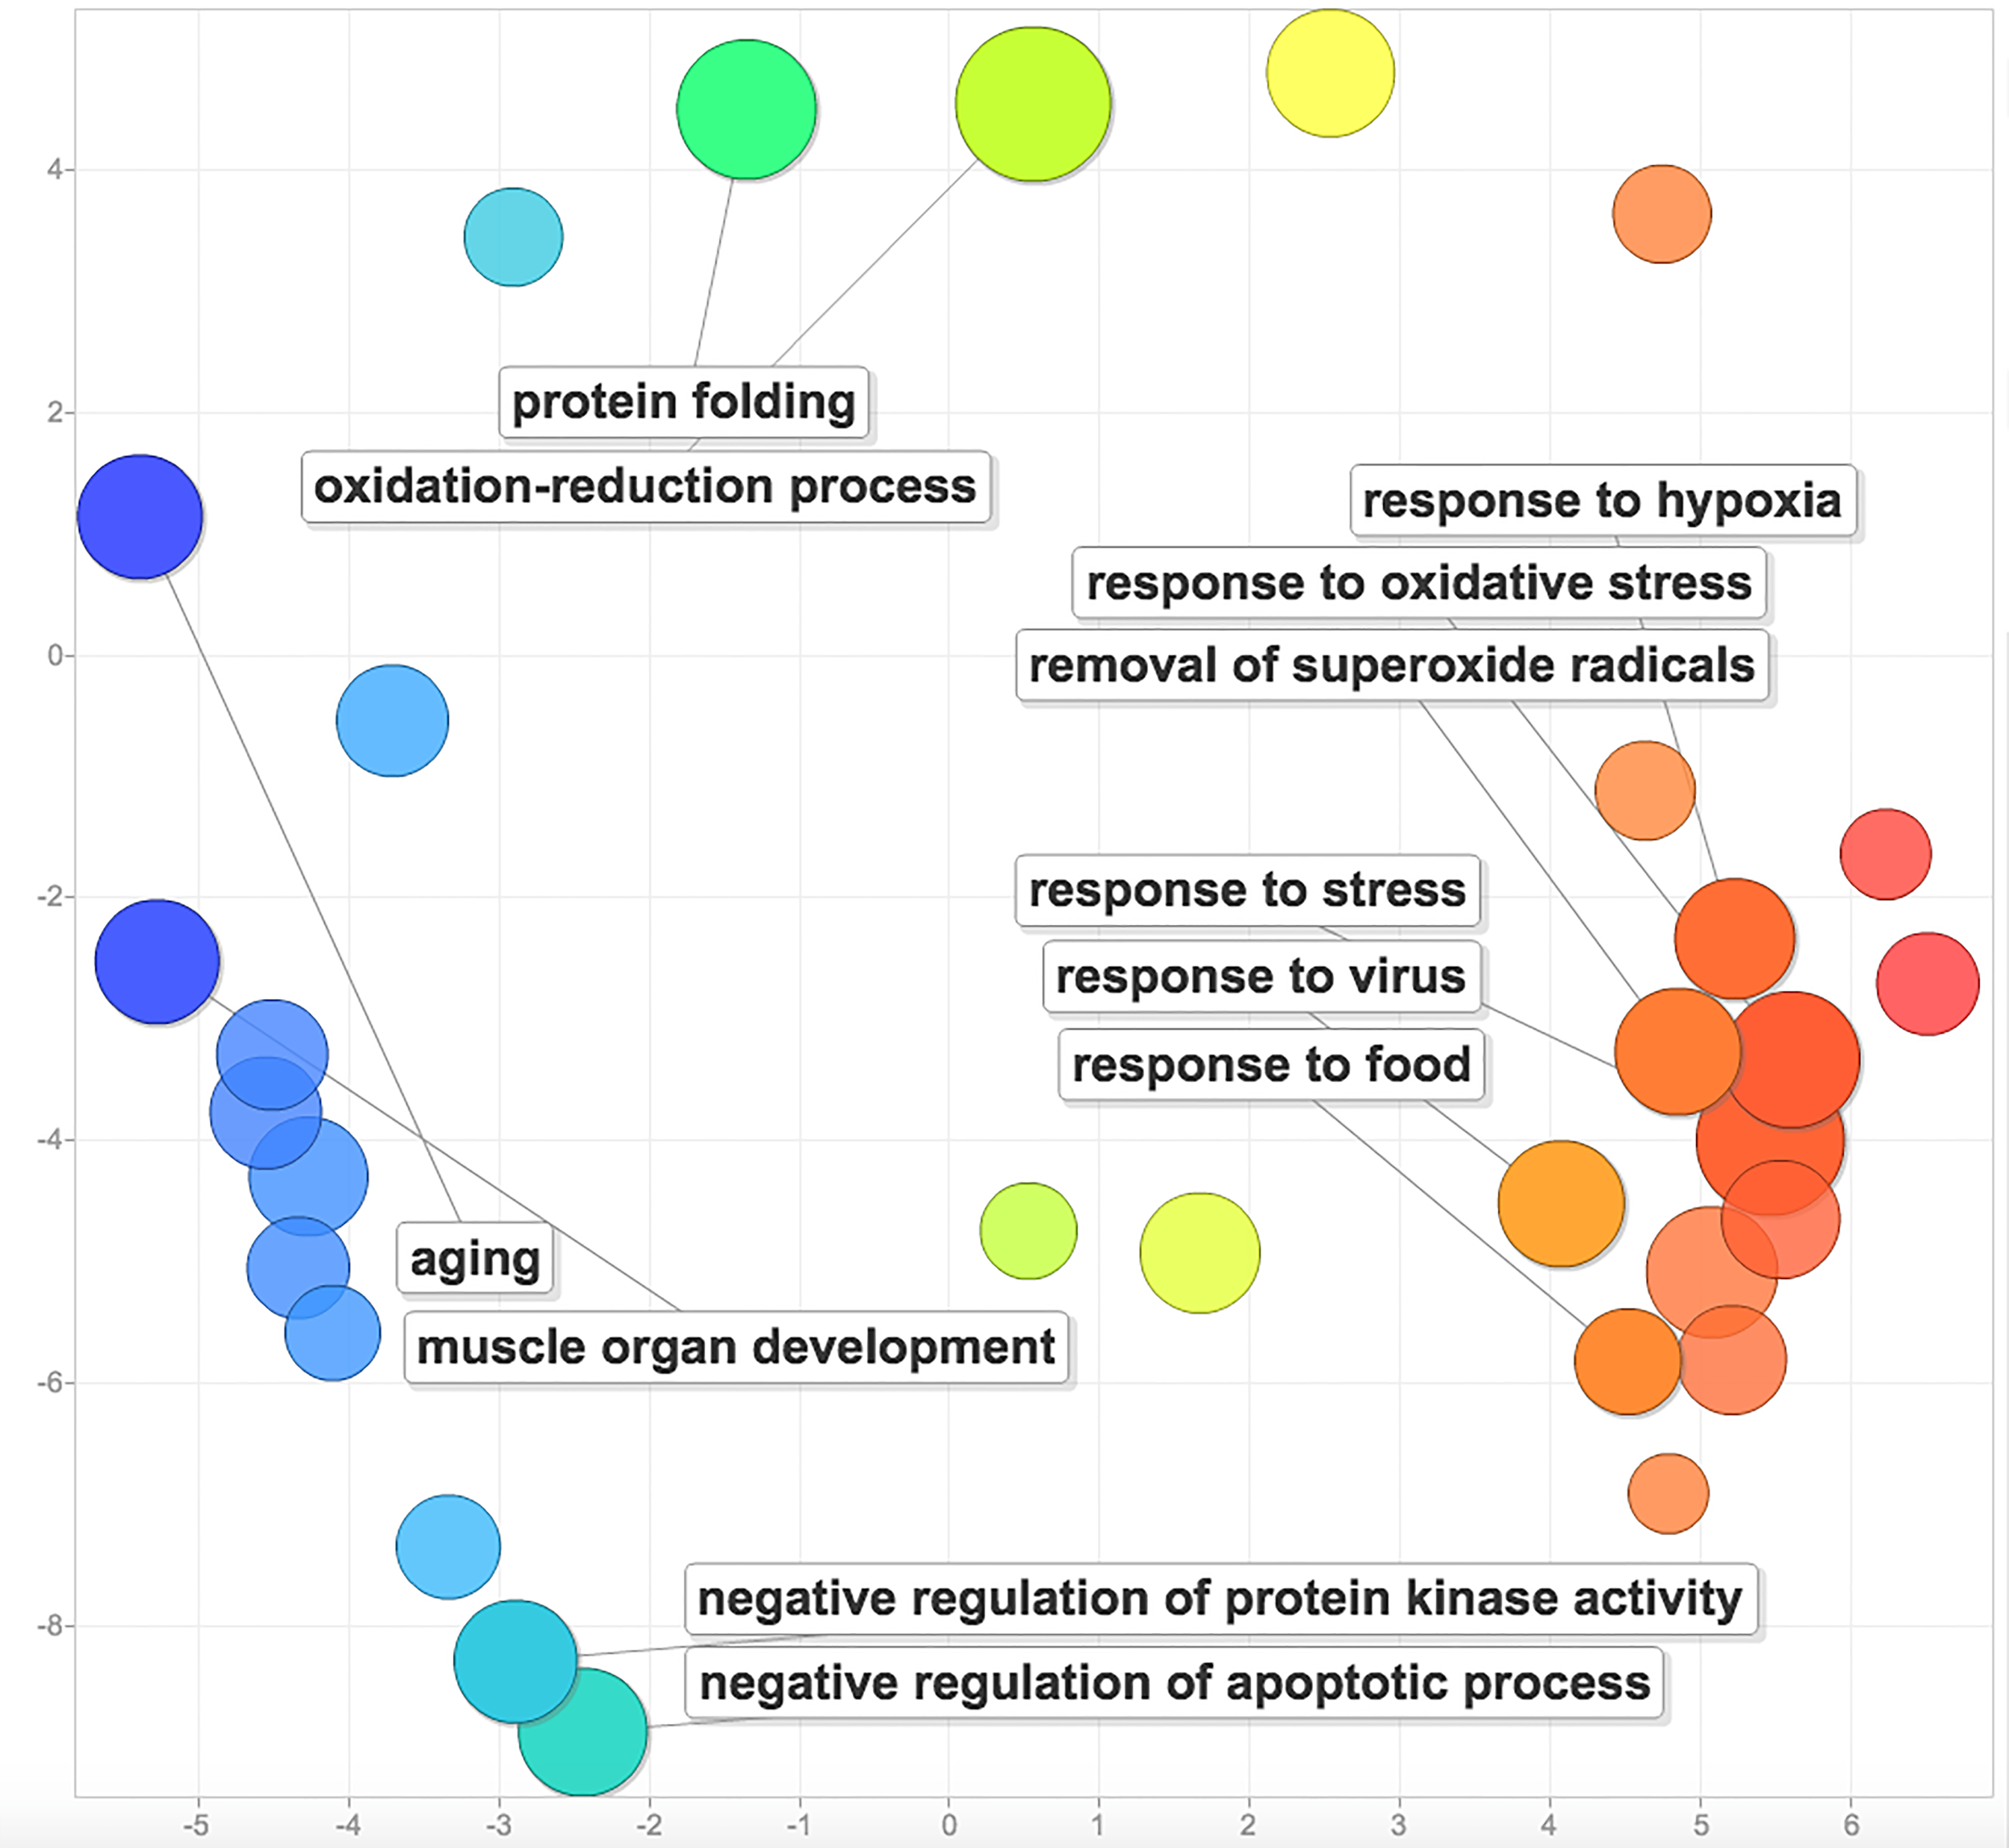 4
2
0
-2
-4
-6
-8
protein folding
oxidation-reduction process
response to hypoxia
response to oxidative stress
removal of superoxide radicals
response to stress
response to virus
response to food
aging
muscle organ development
negative regulation of protein kinase activity
negative regulation of apoptotic process
-5 -4 -3 -2 -1 0 1 2 3 4 5 6